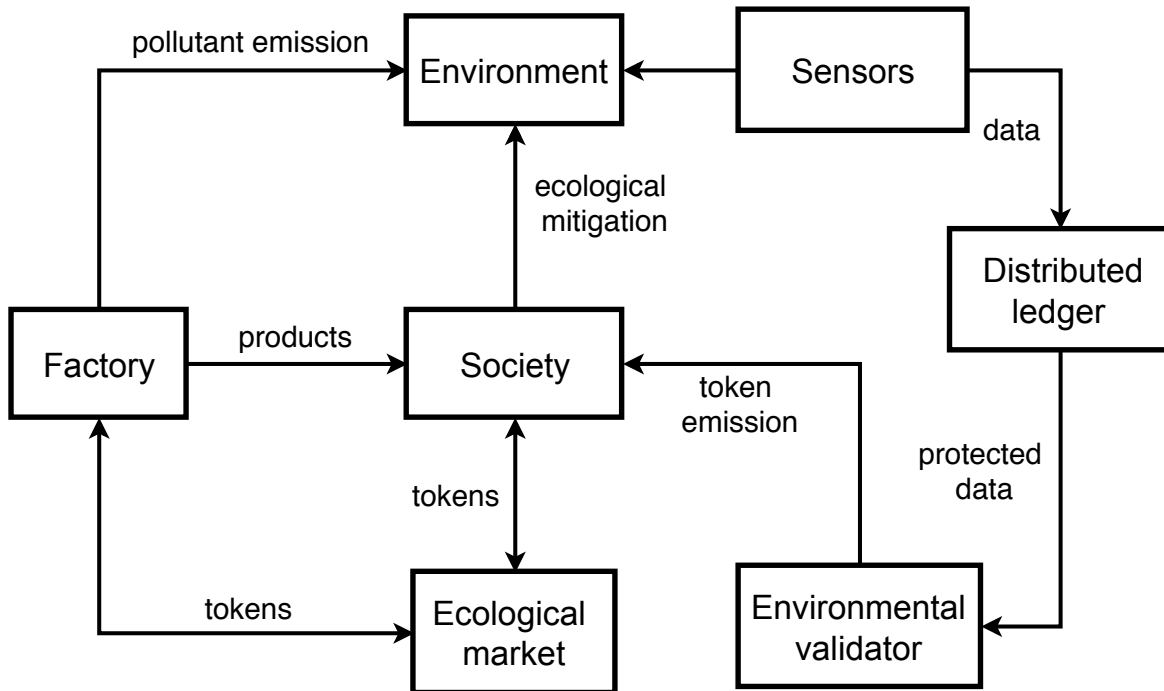 pollutant emission
Environment
Sensors
data
ecological
mitigation
Distributed
ledger
Factory
products
Society
token
emission
protected
data
tokens
tokens
Ecological
market
Environmental
validator